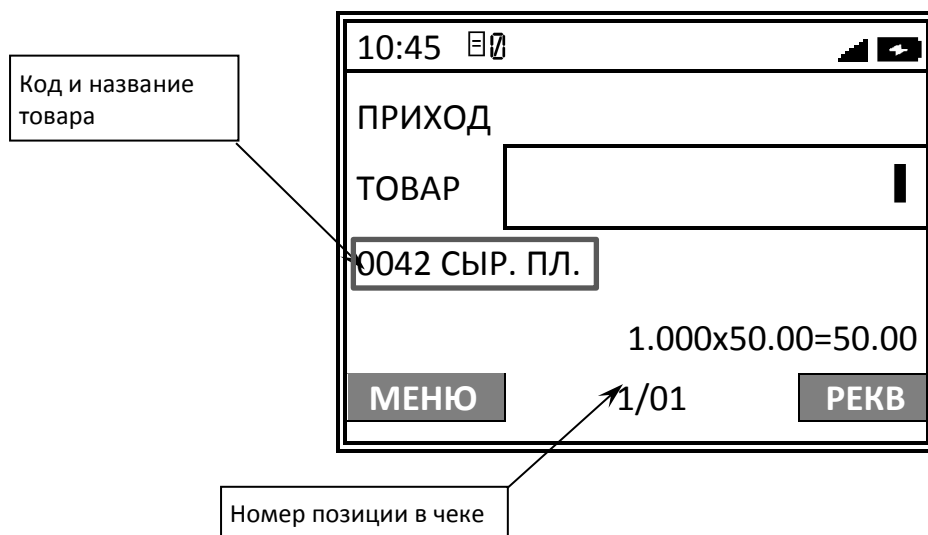 10:45
Код и название
товара
ПРИХОД
ТОВАР
0042 СЫР. ПЛ.
1.000x50.00=50.00
МЕНЮ 1/01 РЕКВ
Номер позиции в чеке